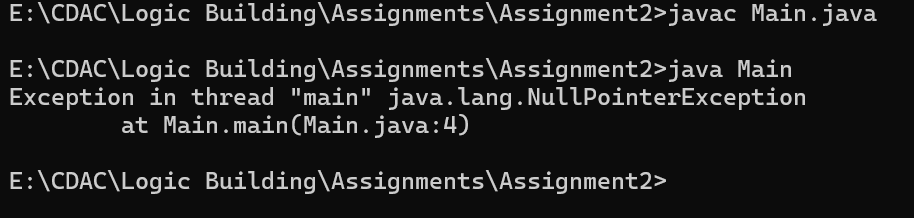 E:\CDAC\Logic Building\Assignments\Assignment2>javac Main.java
E:\CDAC\Logic Building\Assignments\Assignment2>java Main
Exception in thread "main" java.lang.NullPointerException
        at Main.main(Main.java:4)
E:\CDAC\Logic Building\Assignments\Assignment2>